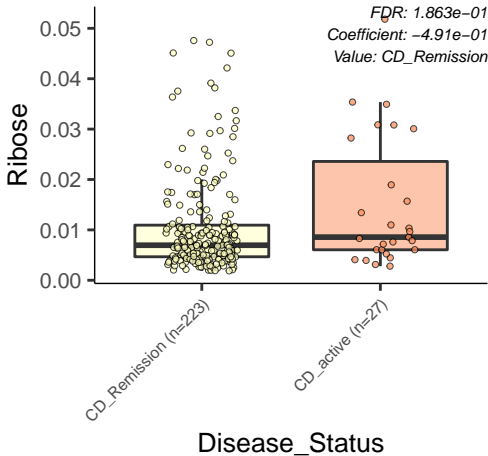 FDR: 1.863e−01
Coefficient: −4.91e−01
Value: CD_Remission
0.05
0.04
0.03
0.02
0.01
0.00
Ribose
CD_Remission (n=223)
CD_active (n=27)
Disease_Status